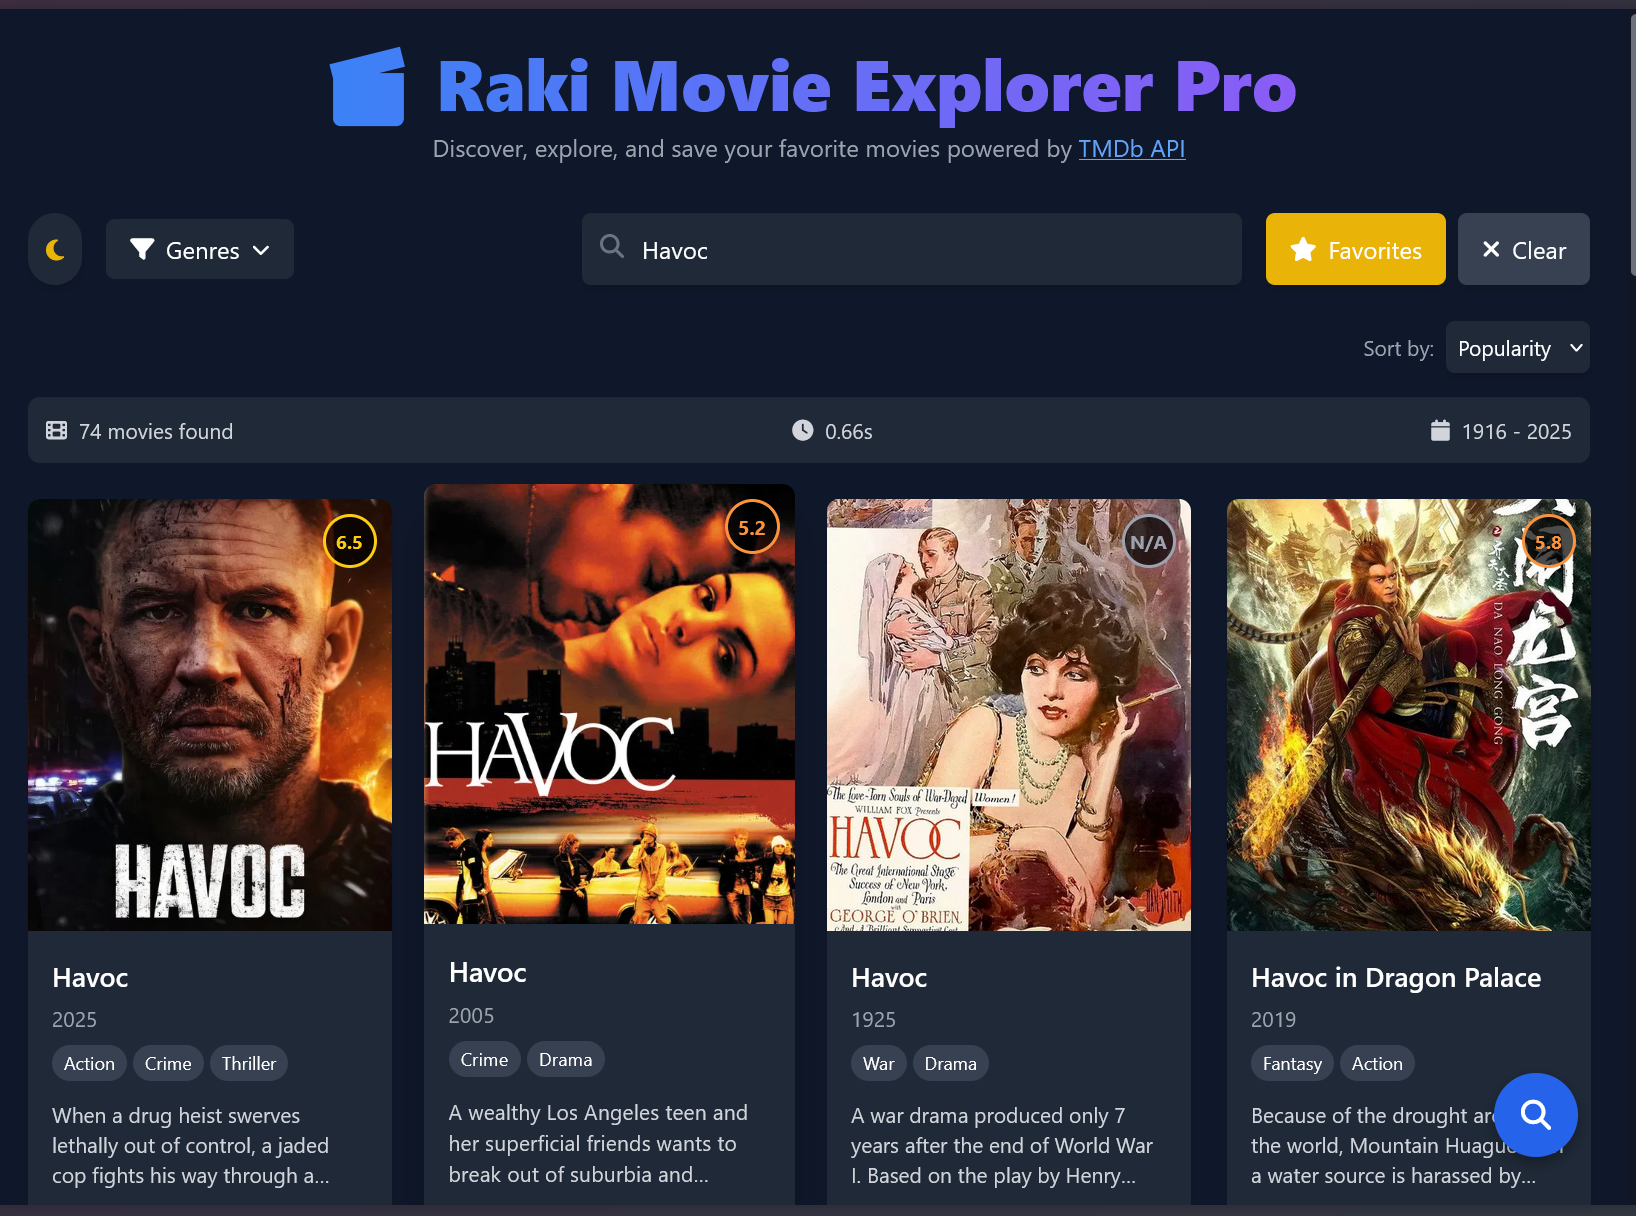 Raki Movie Explorer Pro
Discover, explore, and save your favorite movies powered by TMDb API
Genres
Havoc
Favorites
Clear
Sort by: Popularity
74 movies found
0.66s
1916 - 2025
6.5
HAVOC
Havoc
2025
Action Crime Thriller
When a drug heist swerves
lethally out of control, a jaded
cop fights his way through a...
5.2
HAVOC
Havoc
2005
Crime Drama
A wealthy Los Angeles teen and
her superficial friends wants to
break out of suburbia and...
N/A
The Love-Torn Souls of War-Dazed Women!
WILLIAM FOX Presents
HAVOC
The Great International Stage
Success of New York,
London and Paris
with
GEORGE O'BRIEN,
And A Brilliant Supporting Cast
Havoc
1925
War Drama
A war drama produced only 7
years after the end of World War
I. Based on the play by Henry...
5.8
闹龙宫
DA NAO LONG GONG
Havoc in Dragon Palace
2019
Fantasy Action
Because of the drought
the world, Mountain
a water source is harassed by...